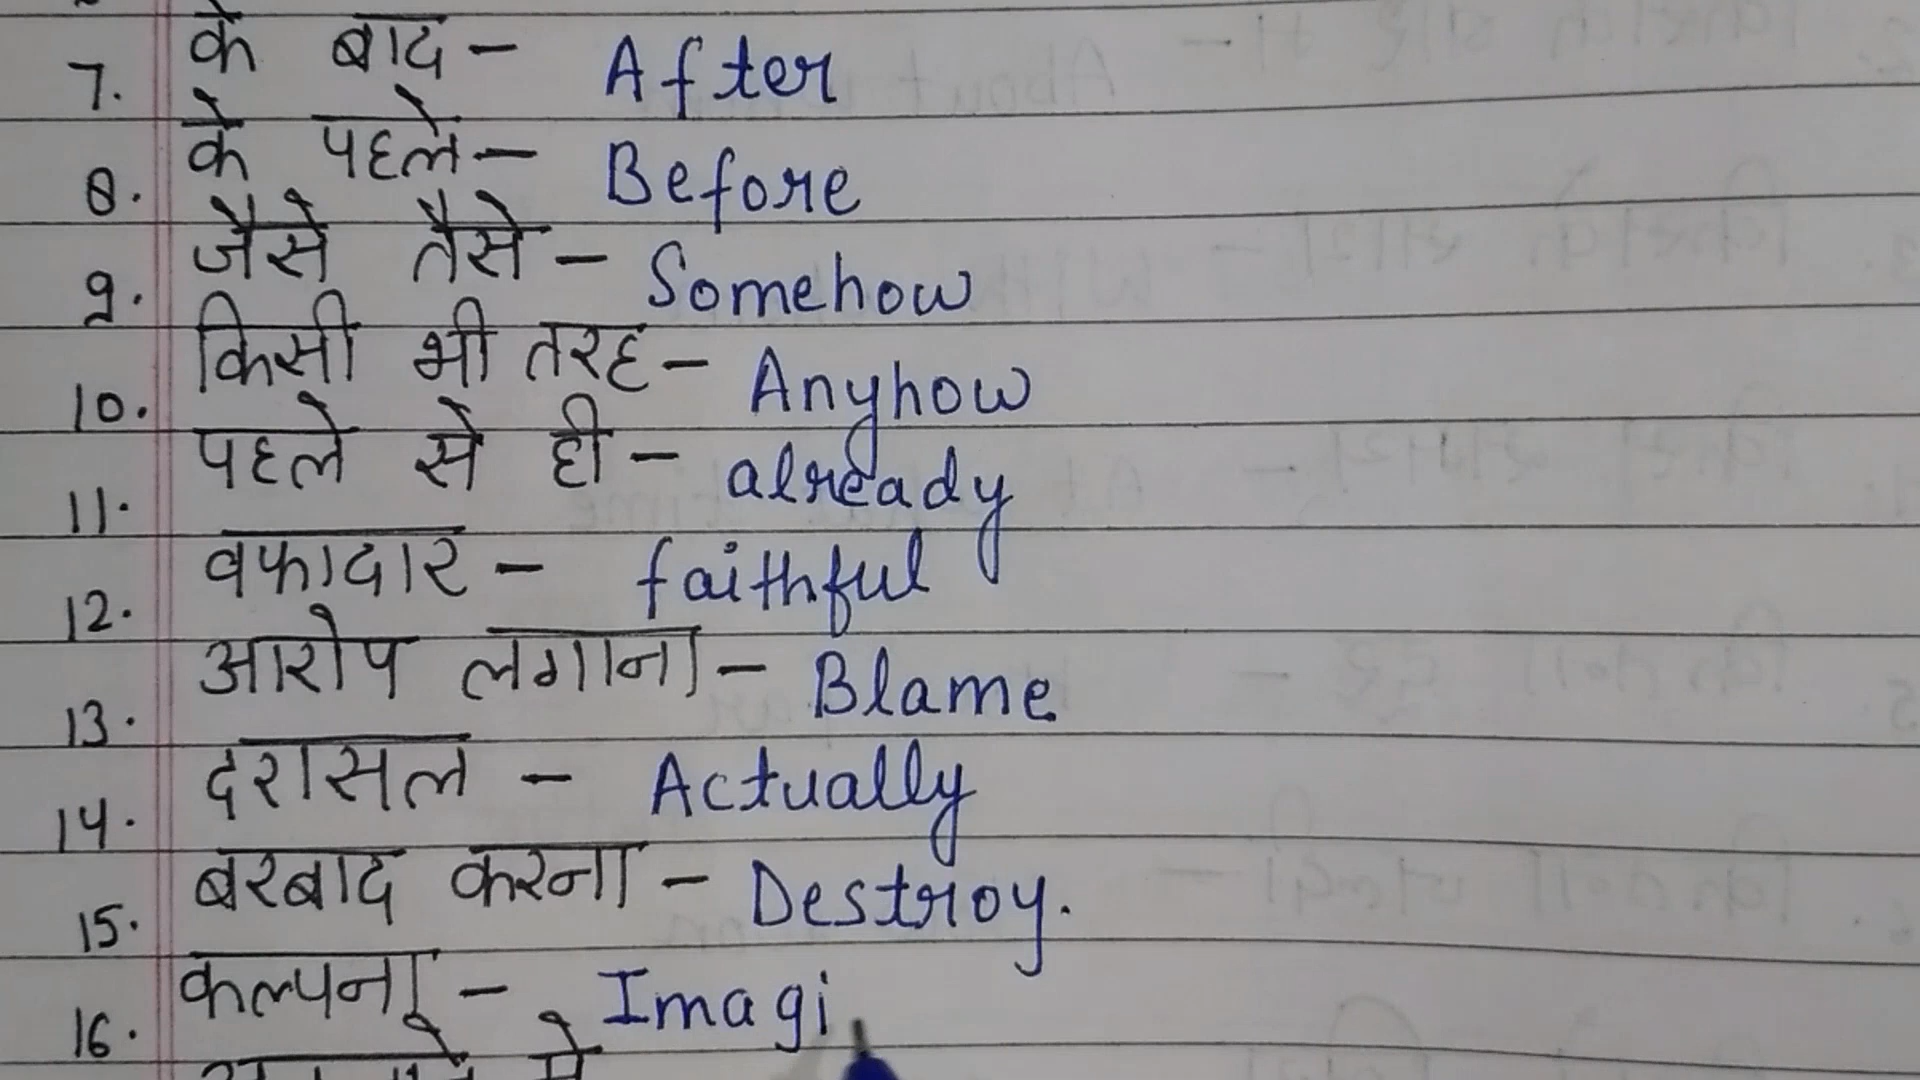 7. के बाद - After
8. के पहले - Before
9. जैसे तैसे - Somehow
10. किसी भी तरह - Anyhow
11. पहले से ही - already
12. वफादार - faithful
13. आरोप लगाना - Blame
14. दरासल - Actually
15. बरबाद करना - Destroy.
16. कल्पना - Imagi